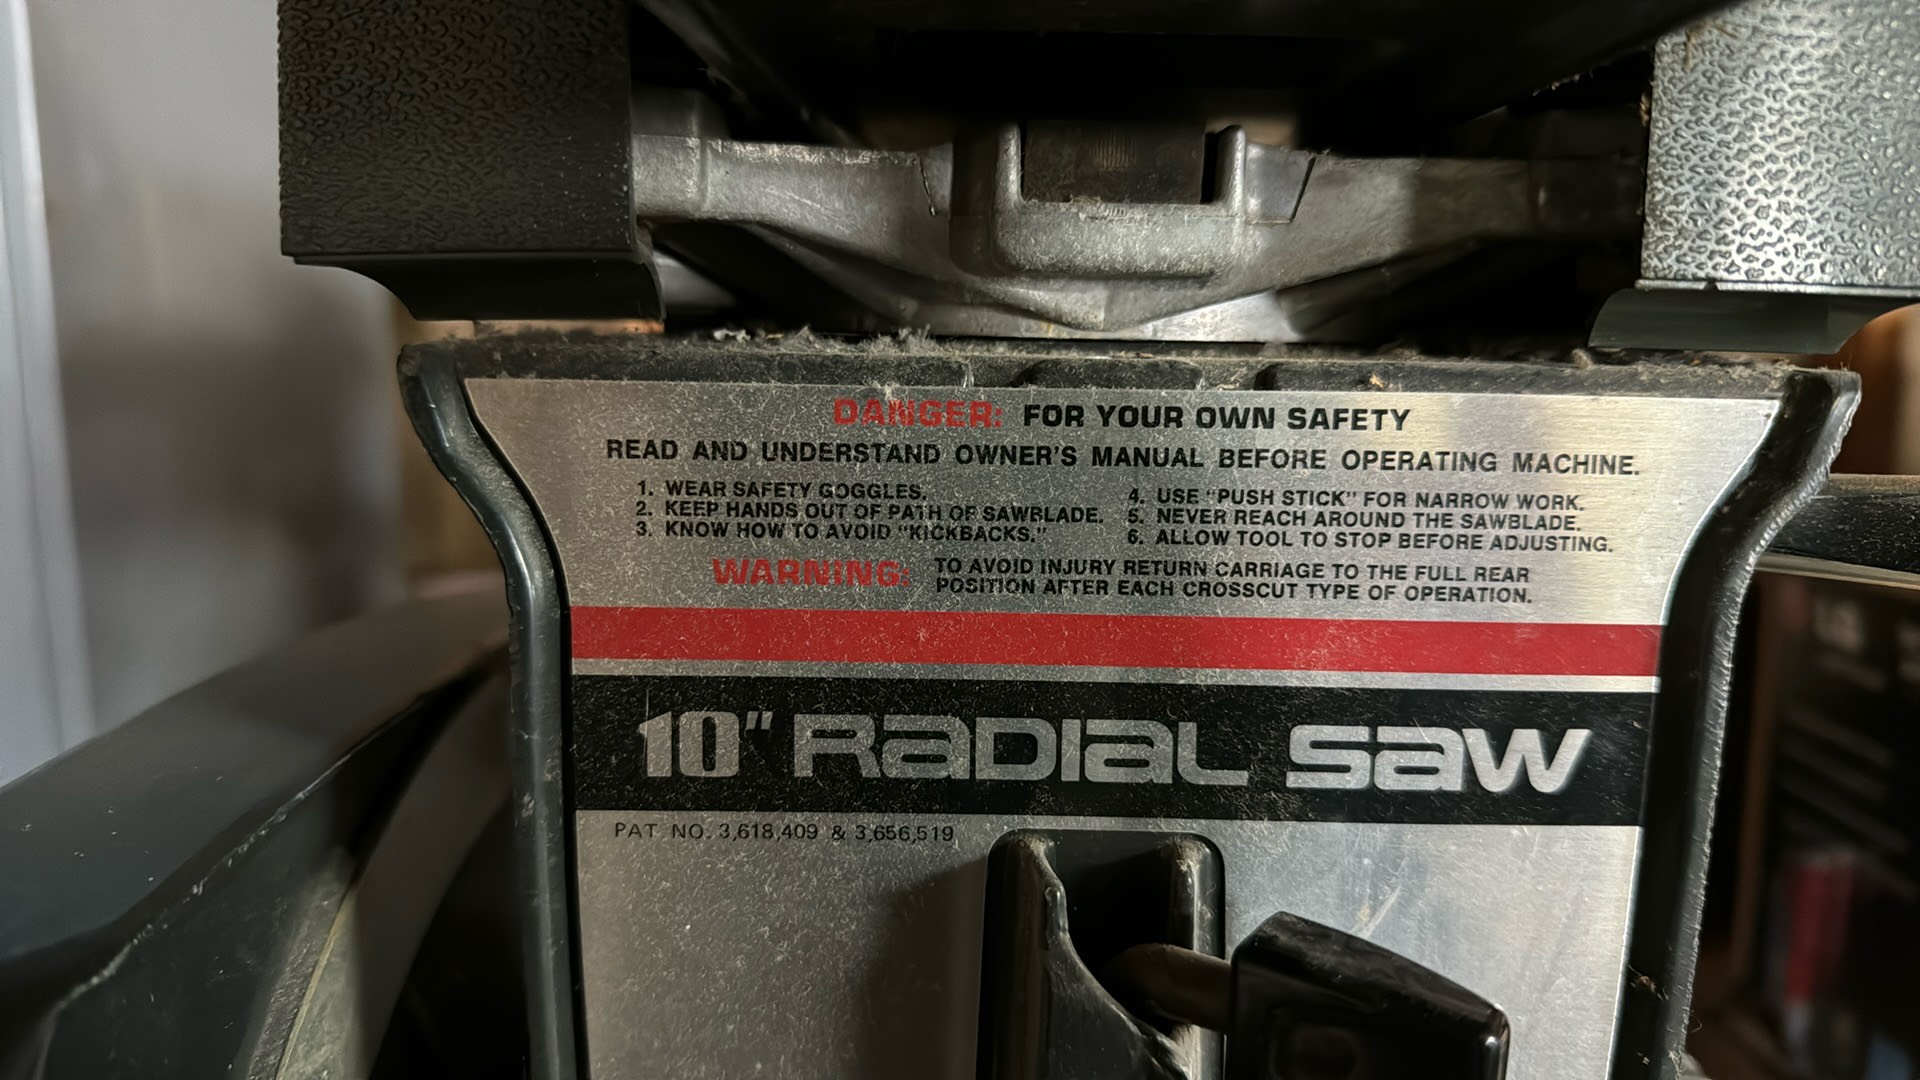 DANGER: FOR YOUR OWN SAFETY
READ AND UNDERSTAND OWNER'S MANUAL BEFORE OPERATING MACHINE.
1. WEAR SAFETY GOGGLES.
2. KEEP HANDS OUT OF PATH OF SAWBLADE.
3. KNOW HOW TO AVOID "KICKBACKS."
4. USE "PUSH STICK" FOR NARROW WORK.
5. NEVER REACH AROUND THE SAWBLADE.
6. ALLOW TOOL TO STOP BEFORE ADJUSTING.
WARNING: TO AVOID INJURY RETURN CARRIAGE TO THE FULL REAR
POSITION AFTER EACH CROSSCUT TYPE OF OPERATION.
10" RADIAL SAW
PAT NO. 3,618,409 & 3,656,519